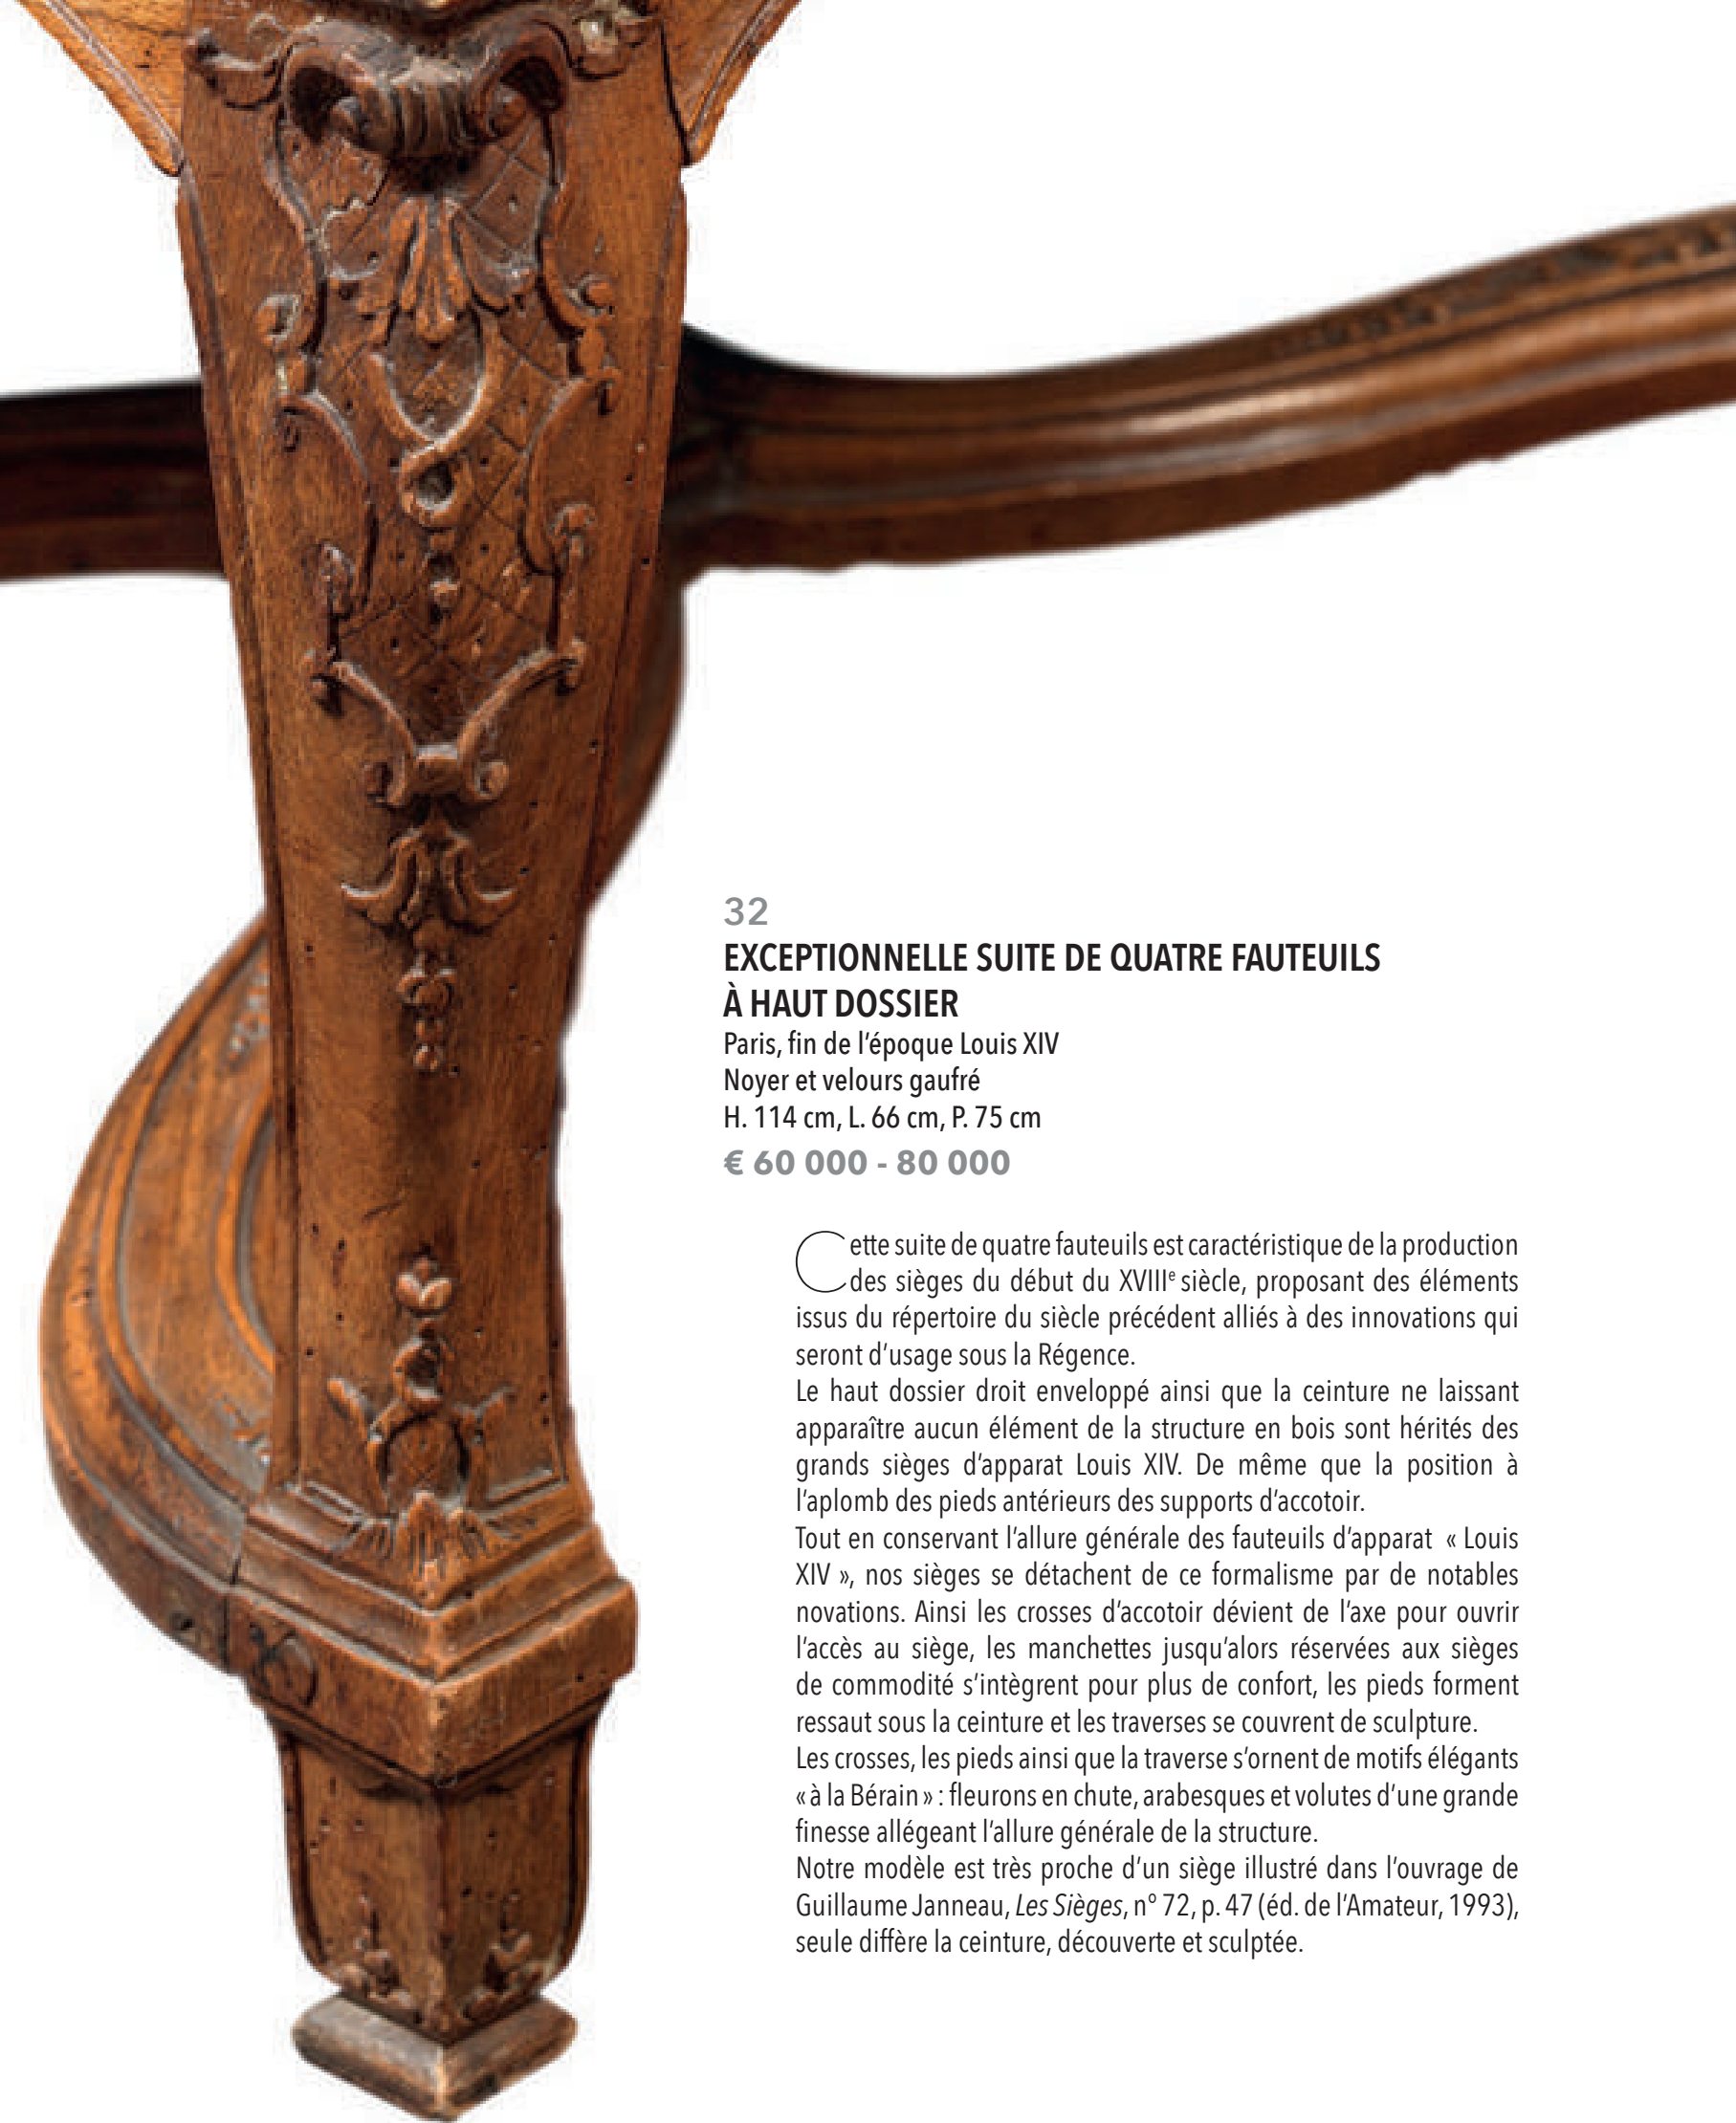 32
EXCEPTIONNELLE SUITE DE QUATRE FAUTEUILS
À HAUT DOSSIER
Paris, fin de l'époque Louis XIV
Noyer et velours gaufré
H. 114 cm, L. 66 cm, P. 75 cm
€ 60 000 - 80 000
Cette suite de quatre fauteuils est caractéristique de la production
des sièges du début du XVIIIe siècle, proposant des éléments
issus du répertoire du siècle précédent alliés à des innovations qui
seront d'usage sous la Régence.
Le haut dossier droit enveloppé ainsi que la ceinture ne laissant
apparaître aucun élément de la structure en bois sont hérités des
grands sièges d'apparat Louis XIV. De même que la position à
l'aplomb des pieds antérieurs des supports d'accotoir.
Tout en conservant l'allure générale des fauteuils d'apparat « Louis
XIV », nos sièges se détachent de ce formalisme par de notables
novations. Ainsi les crosses d'accotoir dévient de l'axe pour ouvrir
l'accès au siège, les manchettes jusqu'alors réservées aux sièges
de commodité s'intègrent pour plus de confort, les pieds forment
ressaut sous la ceinture et les traverses se couvrent de sculpture.
Les crosses, les pieds ainsi que la traverse s'ornent de motifs élégants
« à la Bérain » : fleurons en chute, arabesques et volutes d'une grande
finesse allégeant l'allure générale de la structure.
Notre modèle est très proche d'un siège illustré dans l'ouvrage de
Guillaume Janneau, Les Sièges, n° 72, p. 47 (éd. de l'Amateur, 1993),
seule diffère la ceinture, découverte et sculptée.